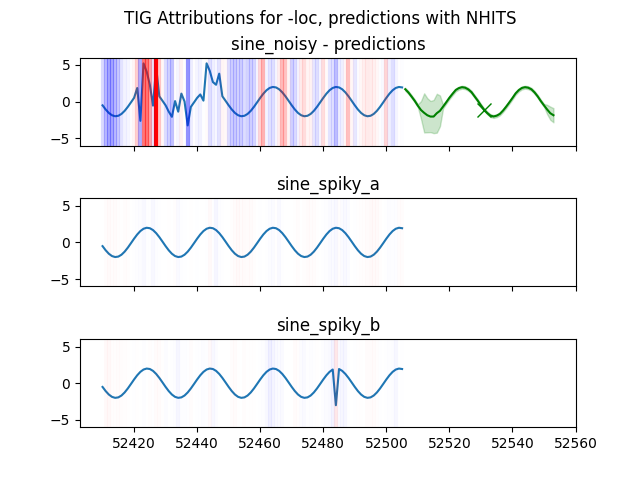 TIG Attributions for -loc, predictions with NHITS
sine_noisy - predictions
5
0
−5
sine_spiky_a
5
0
−5
sine_spiky_b
5
0
−5
52420 52440 52460 52480 52500 52520 52540 52560